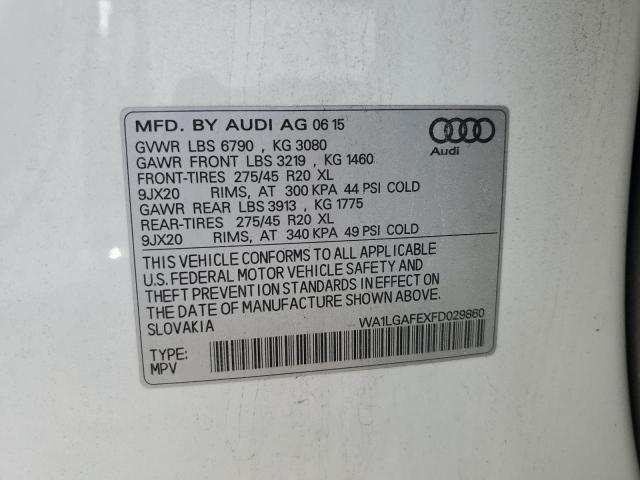 MFD. BY AUDI AG 06 15
GVWR LBS 6790 , KG 3080
GAWR FRONT LBS 3219 , KG 1460
FRONT-TIRES 275/45 R20 XL
9JX20 RIMS, AT 300 KPA 44 PSI COLD
GAWR REAR LBS 3913 , KG 1775
REAR-TIRES 275/45 R20 XL
9JX20 RIMS, AT 340 KPA 49 PSI COLD
Audi
THIS VEHICLE CONFORMS TO ALL APPLICABLE
U.S. FEDERAL MOTOR VEHICLE SAFETY AND
THEFT PREVENTION STANDARDS IN EFFECT ON
THE DATE OF MANUFACTURE SHOWN ABOVE.
SLOVAKIA WA1LGAFEXFD029860
TYPE:
MPV